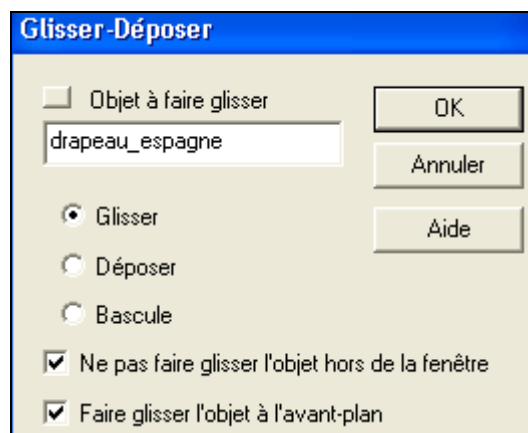 Glisser-Déposer
Objet à faire glisser
OK
drapeau_espagne
Annuler
Glisser
Aide
Déposer
Bascule
Ne pas faire glisser l'objet hors de la fenêtre
Faire glisser l'objet à l'avant-plan